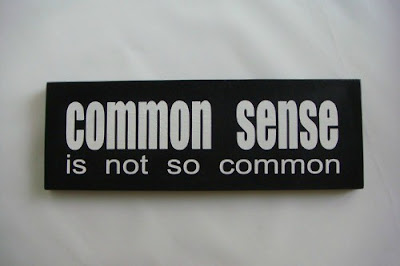 common sense
is not so common